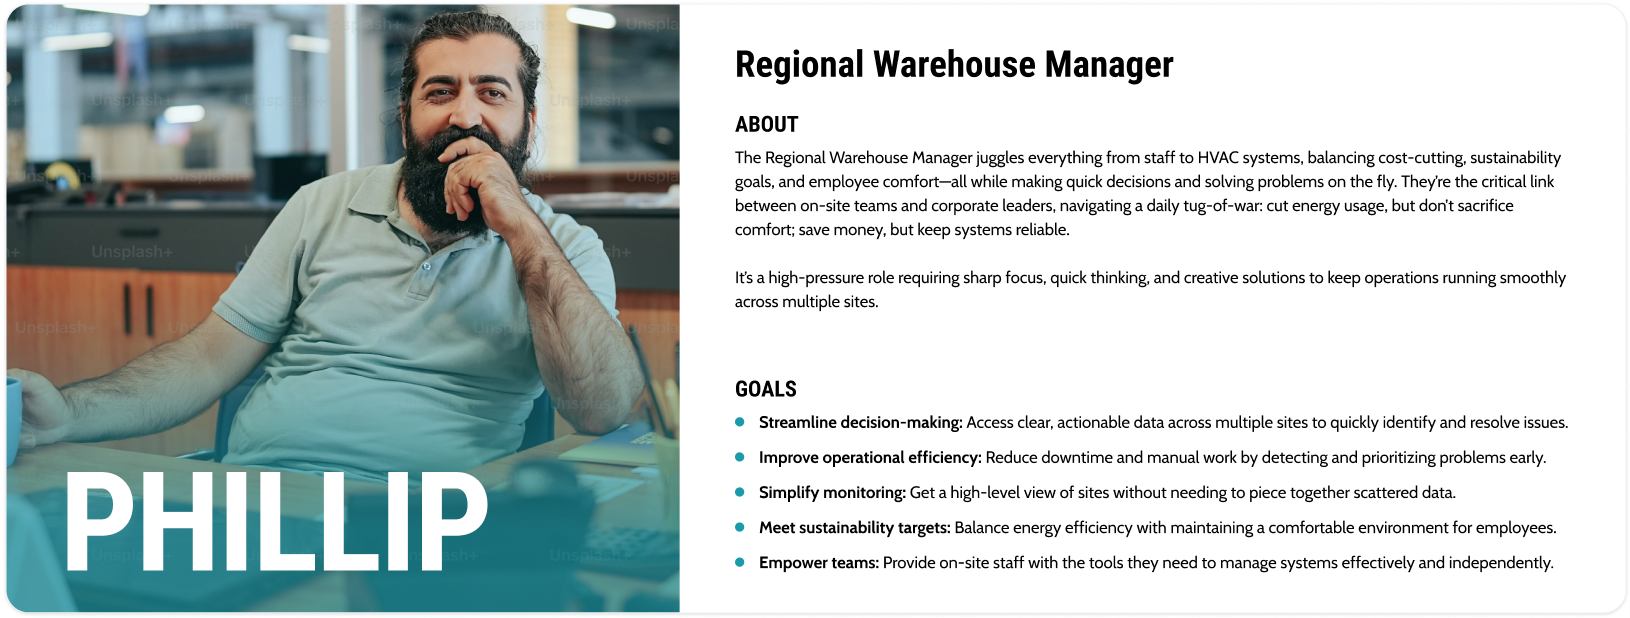 Regional Warehouse Manager
ABOUT
The Regional Warehouse Manager juggles everything from staff to HVAC systems, balancing cost-cutting, sustainability
goals, and employee comfort—all while making quick decisions and solving problems on the fly. They're the critical link
between on-site teams and corporate leaders, navigating a daily tug-of-war: cut energy usage, but don't sacrifice
comfort; save money, but keep systems reliable.
It's a high-pressure role requiring sharp focus, quick thinking, and creative solutions to keep operations running smoothly
across multiple sites.
GOALS
Streamline decision-making: Access clear, actionable data across multiple sites to quickly identify and resolve issues.
Improve operational efficiency: Reduce downtime and manual work by detecting and prioritizing problems early.
Simplify monitoring: Get a high-level view of sites without needing to piece together scattered data.
Meet sustainability targets: Balance energy efficiency with maintaining a comfortable environment for employees.
Empower teams: Provide on-site staff with the tools they need to manage systems effectively and independently.
PHILLIP
Unsplash+